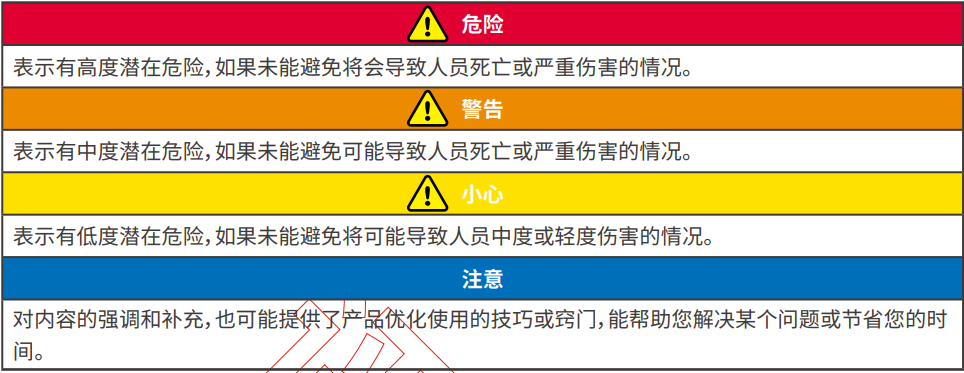 危险
表示有高度潜在危险，如果未能避免将会导致人员死亡或严重伤害的情况。
警告
表示有中度潜在危险，如果未能避免可能导致人员死亡或严重伤害的情况。
小心
表示有低度潜在危险，如果未能避免将可能导致人员中度或轻度伤害的情况。
注意
对内容的强调和补充，也可能提供了产品优化使用的技巧或窍门，能帮助您解决某个问题或节省您的时
间。